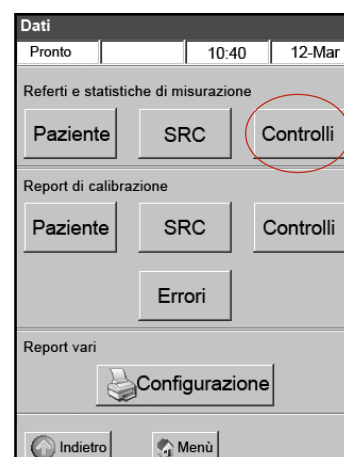 Dati
Pronto 10:40 12-Mar
Referti e statistiche di misurazione
Paziente SRC Controlli
Report di calibrazione
Paziente SRC Controlli
Errori
Report vari
Configurazione
Indietro Menù